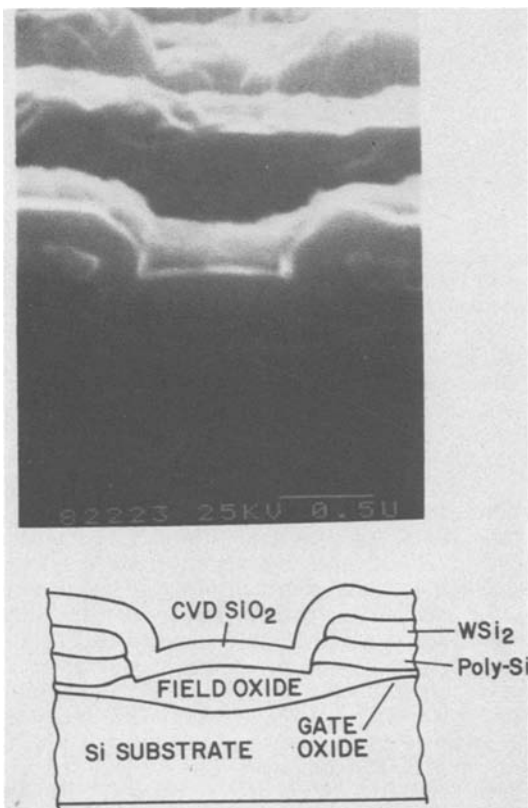 82223 25KV 0.5U
CVD SiO2
WSi2
Poly-Si
FIELD OXIDE
GATE
OXIDE
Si SUBSTRATE